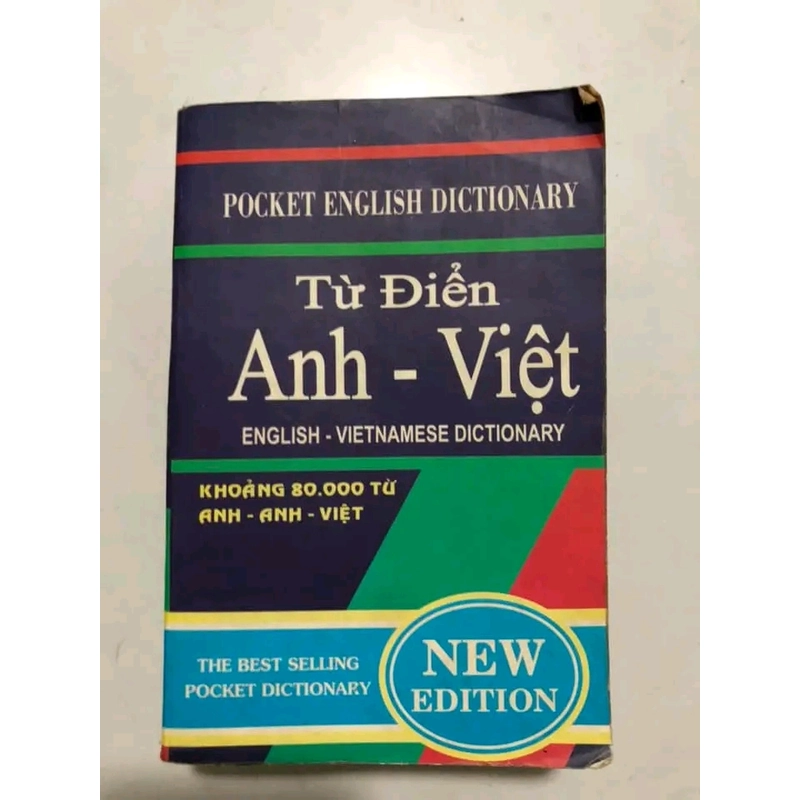 POCKET ENGLISH DICTIONARY
Từ Điển
Anh - Việt
ENGLISH - VIETNAMESE DICTIONARY
KHOẢNG 80.000 TỪ
ANH - ANH - VIỆT
THE BEST SELLING
POCKET DICTIONARY
NEW
EDITION